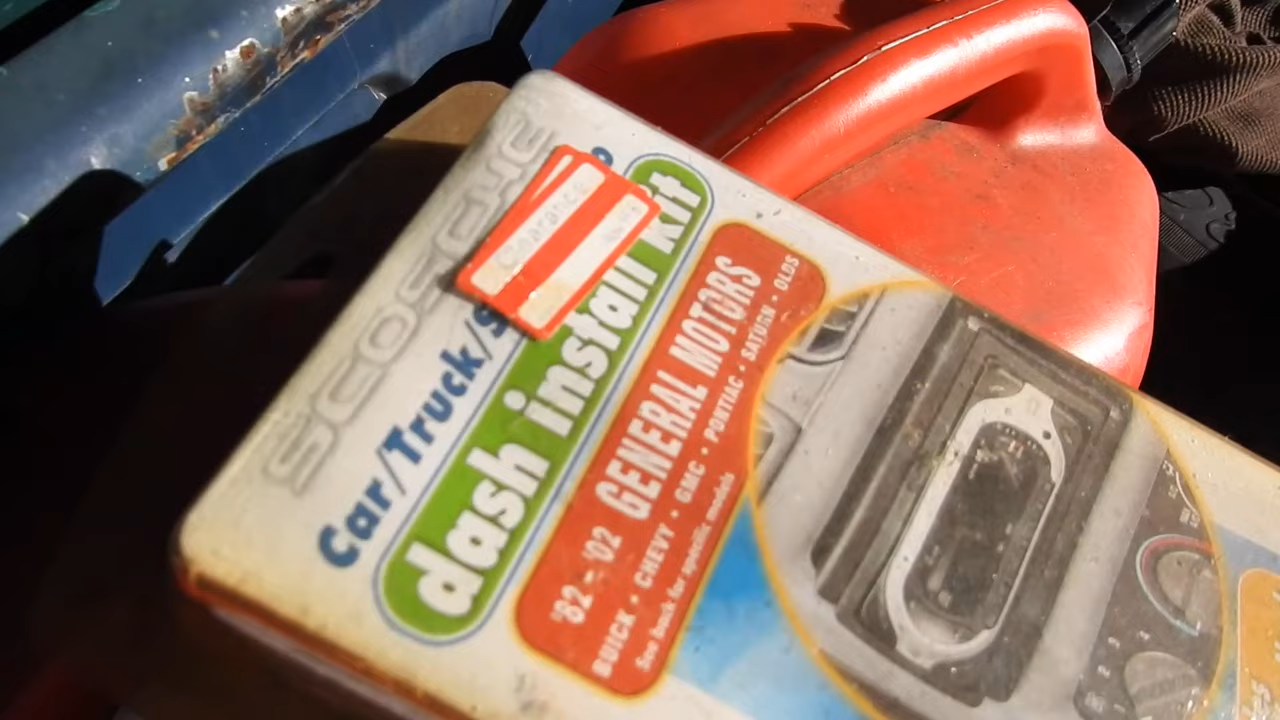 SCOSCHE
Clearance
Car/Truck/S
dash install kit
'82 - '02 GENERAL MOTORS
BUICK • CHEVY • GMC • PONTIAC • SATURN • OLDS
See back for specific models